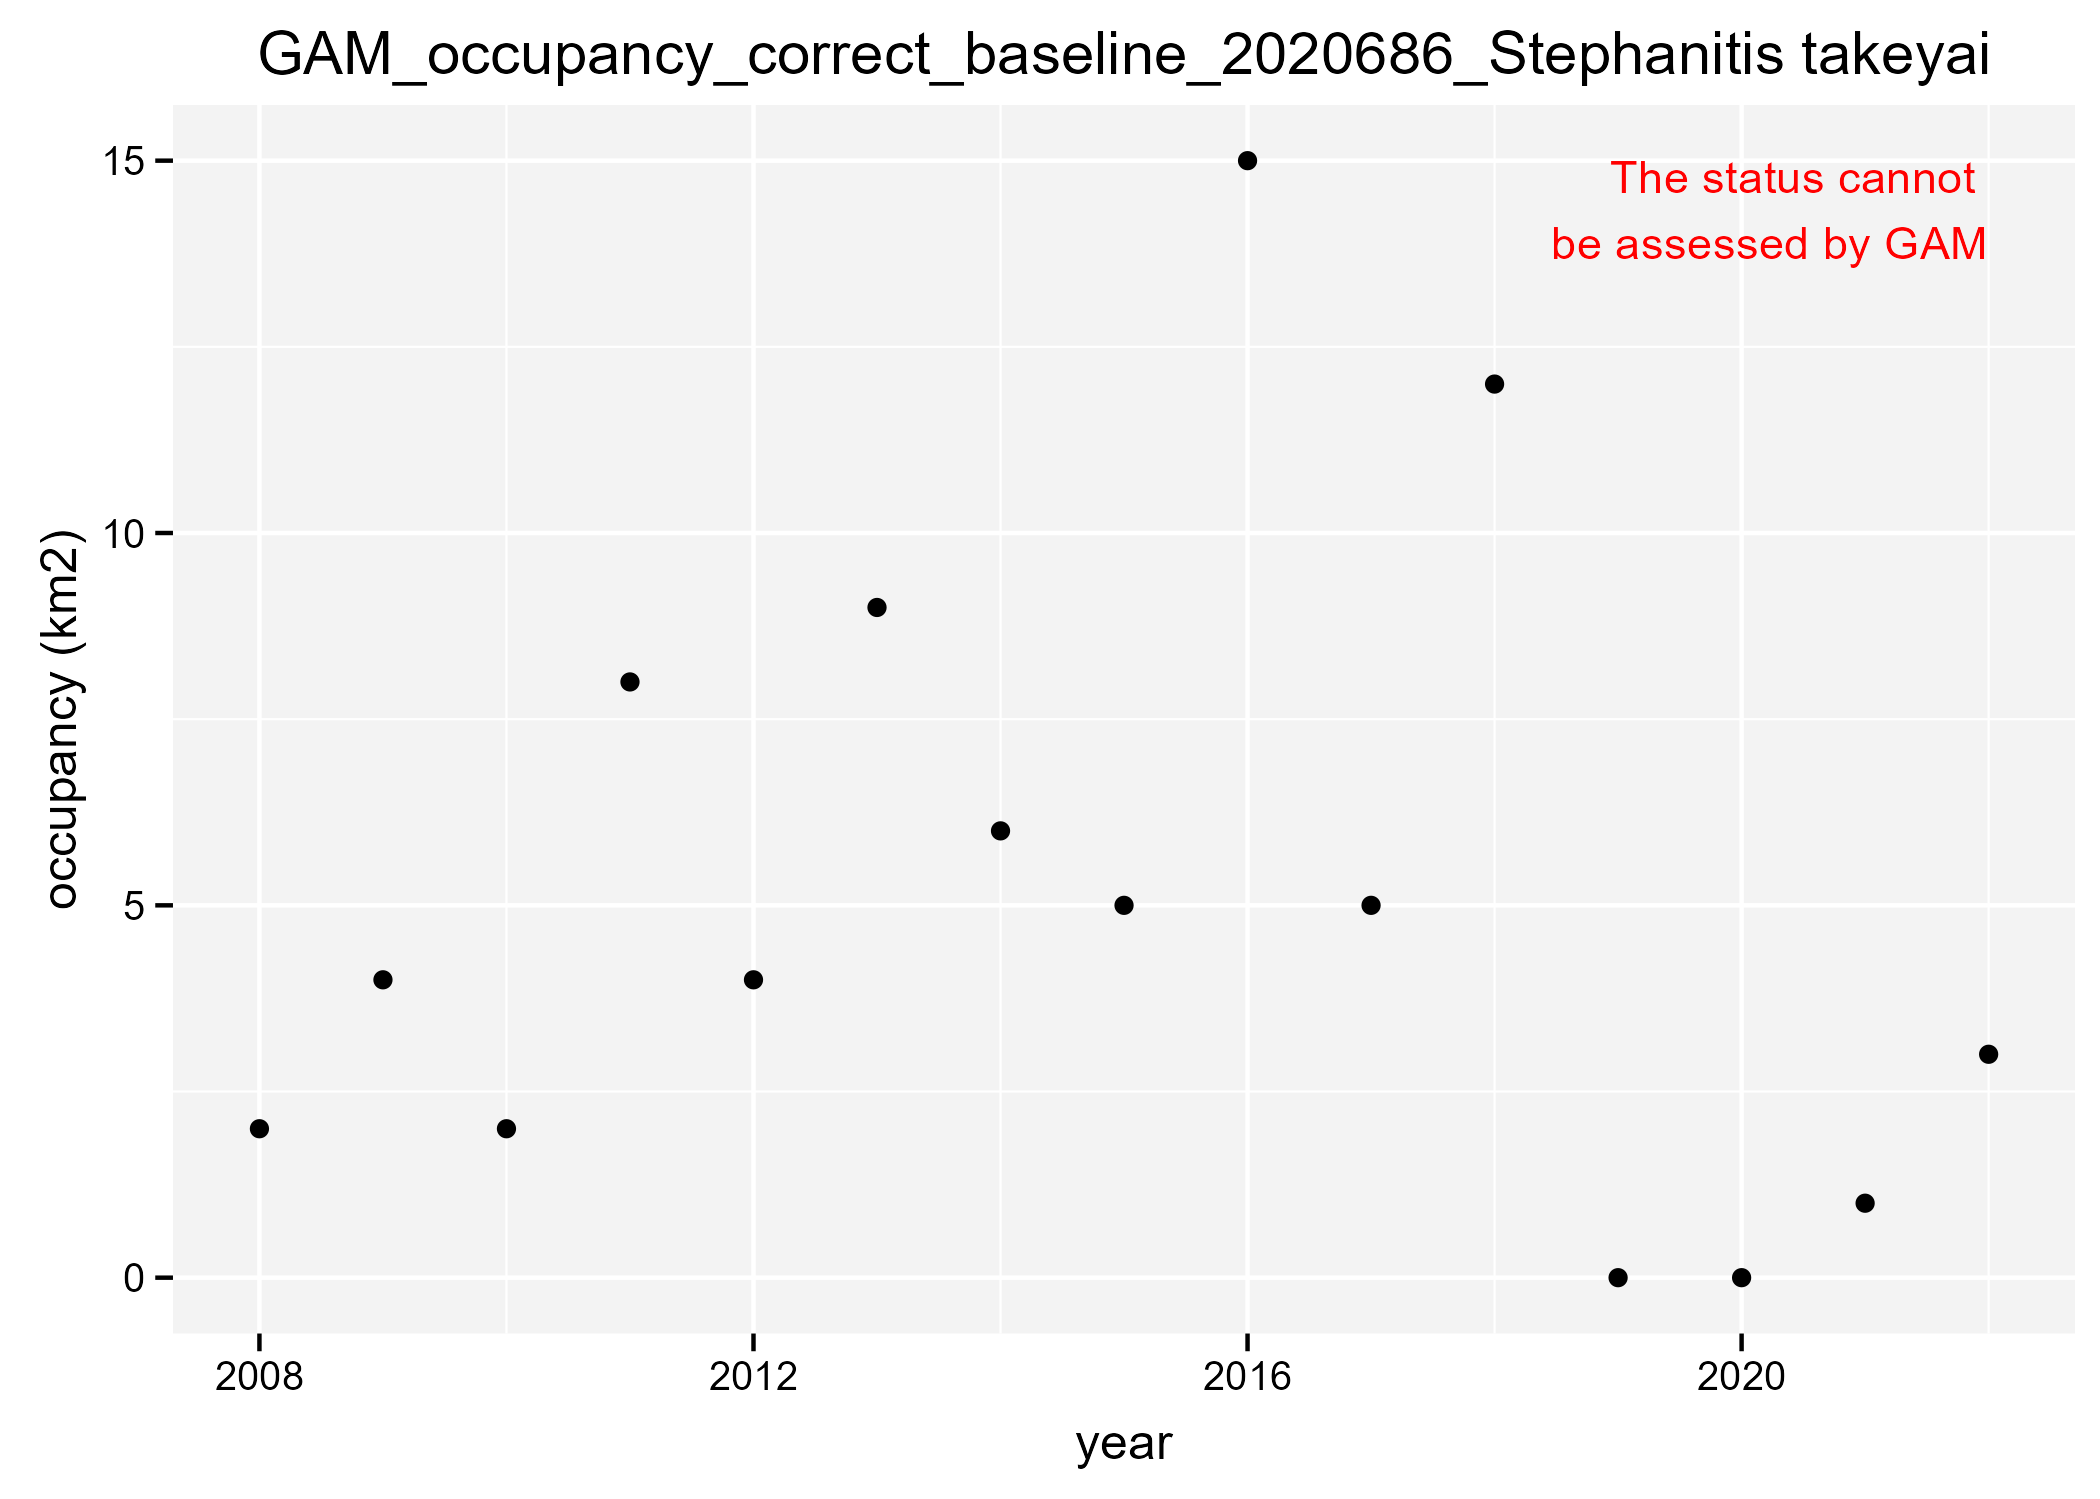 GAM_occupancy_correct_baseline_2020686_Stephanitis takeyai
The status cannot
be assessed by GAM
15
10
5
0
occupancy (km2)
2008
2012
2016
2020
year